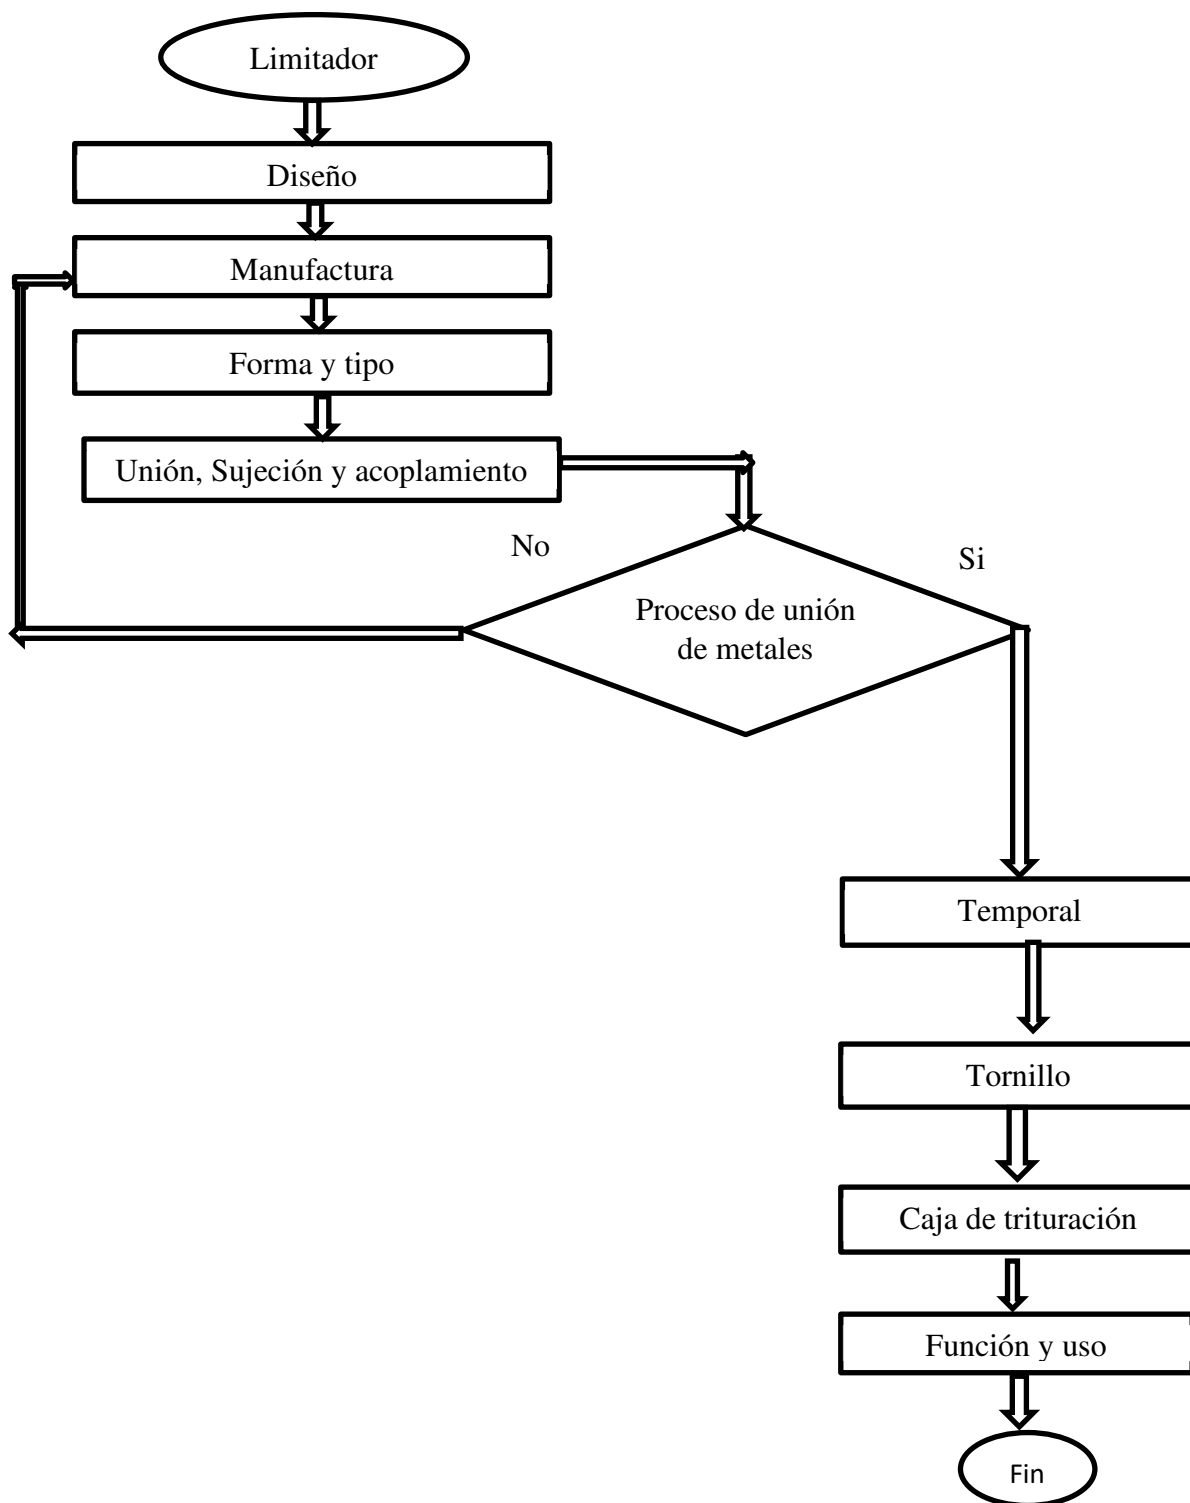 Limitador
Diseño
Manufactura
Forma y tipo
Unión, Sujeción y acoplamiento
No
Si
Proceso de unión
de metales
Temporal
Tornillo
Caja de trituración
Función y uso
Fin